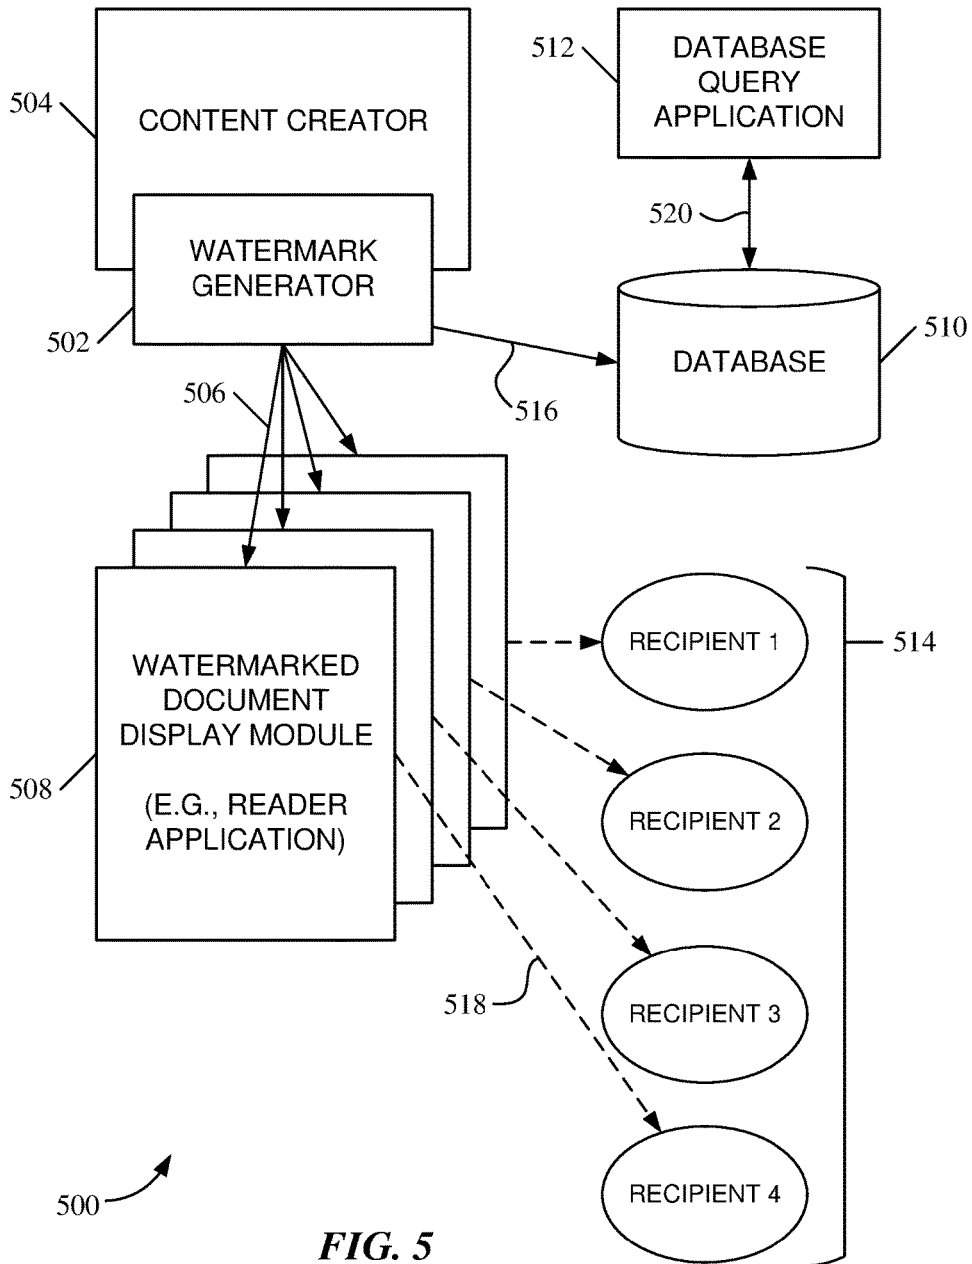 504
CONTENT CREATOR
512
DATABASE
QUERY
APPLICATION
520
WATERMARK
GENERATOR
502
510
DATABASE
516
506
WATERMARKED
DOCUMENT
DISPLAY MODULE
(E.G., READER
APPLICATION)
508
RECIPIENT 1
514
RECIPIENT 2
RECIPIENT 3
518
RECIPIENT 4
500
FIG. 5